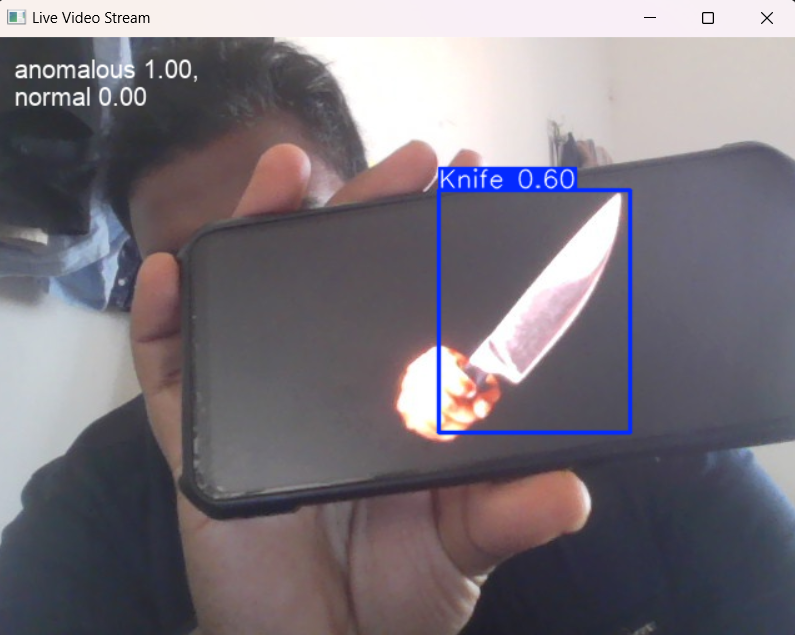 Live Video Stream
anomalous 1.00,
normal 0.00
Knife 0.60